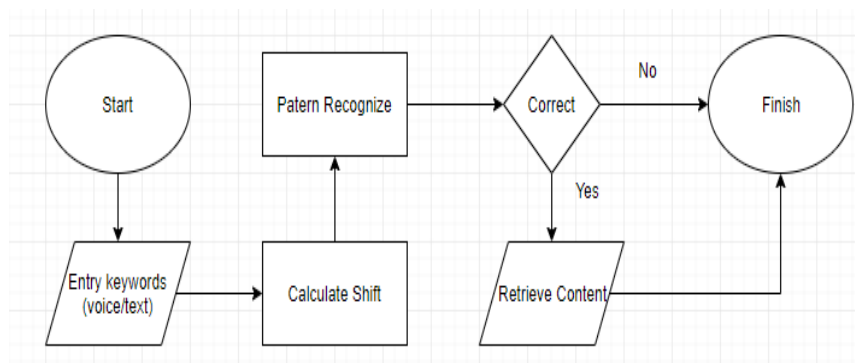 Start
Entry keywords
(voice/text)
Calculate Shift
Patern Recognize
Correct
No
Yes
Retrieve Content
Finish